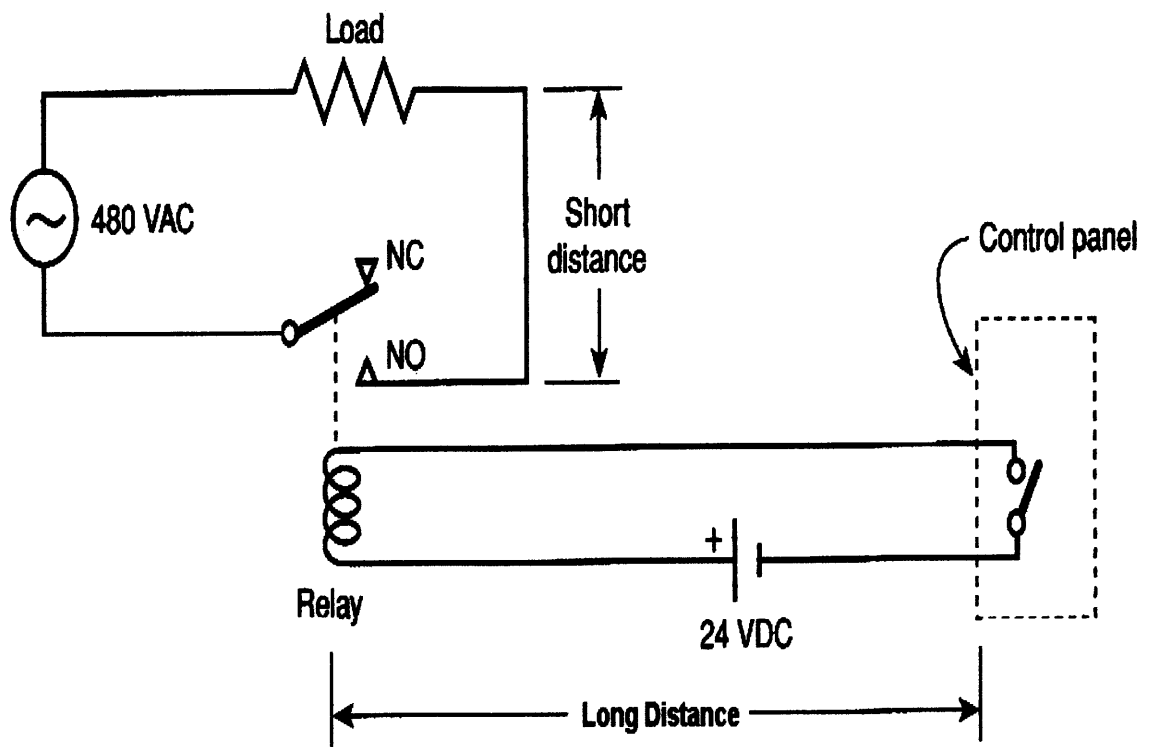 Load
480 VAC
NC
Short
distance
Control panel
NO
+
Relay
24 VDC
Long Distance